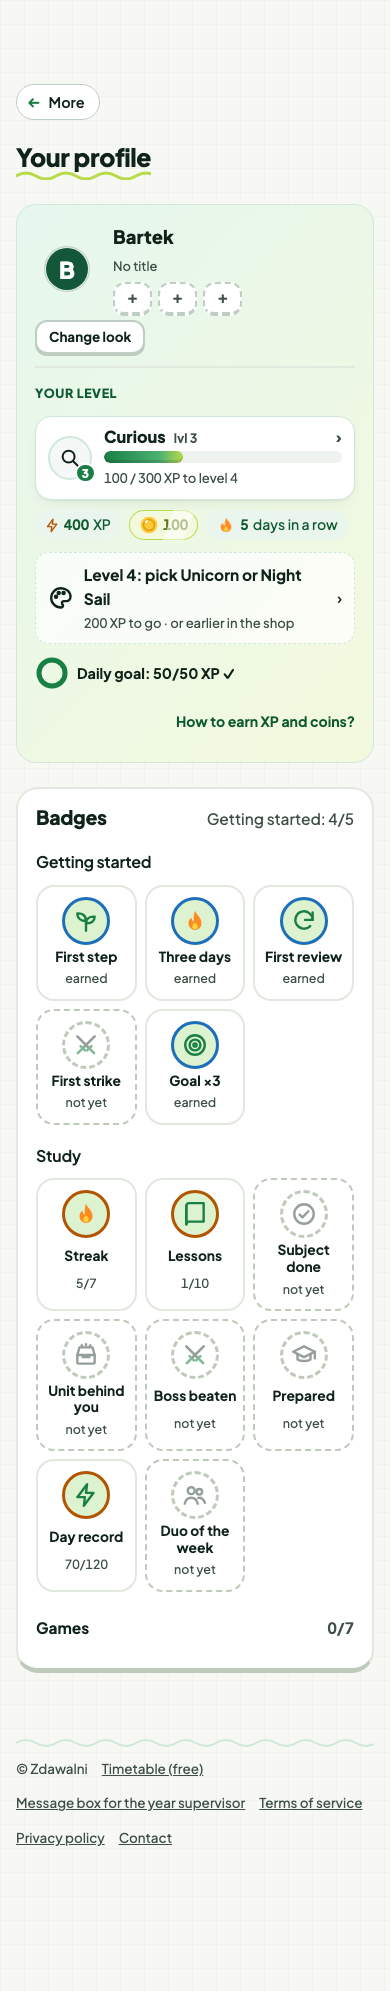 ← More
Your profile
B
Bartek
No title
+ + +
Change look
YOUR LEVEL
3
Curious lvl 3 ›
100 / 300 XP to level 4
400 XP 100 5 days in a row
Level 4: pick Unicorn or Night
Sail
200 XP to go · or earlier in the shop
›
Daily goal: 50/50 XP ✓
How to earn XP and coins?
Badges Getting started: 4/5
Getting started
First step Three days First review
earned earned earned
First strike Goal ×3
not yet earned
Study
Streak Lessons Subject
done
5/7 1/10 not yet
Unit behind
you Boss beaten Prepared
not yet not yet not yet
Day record Duo of the
week
70/120 not yet
Games 0/7
© Zdawalni Timetable (free)
Message box for the year supervisor Terms of service
Privacy policy Contact